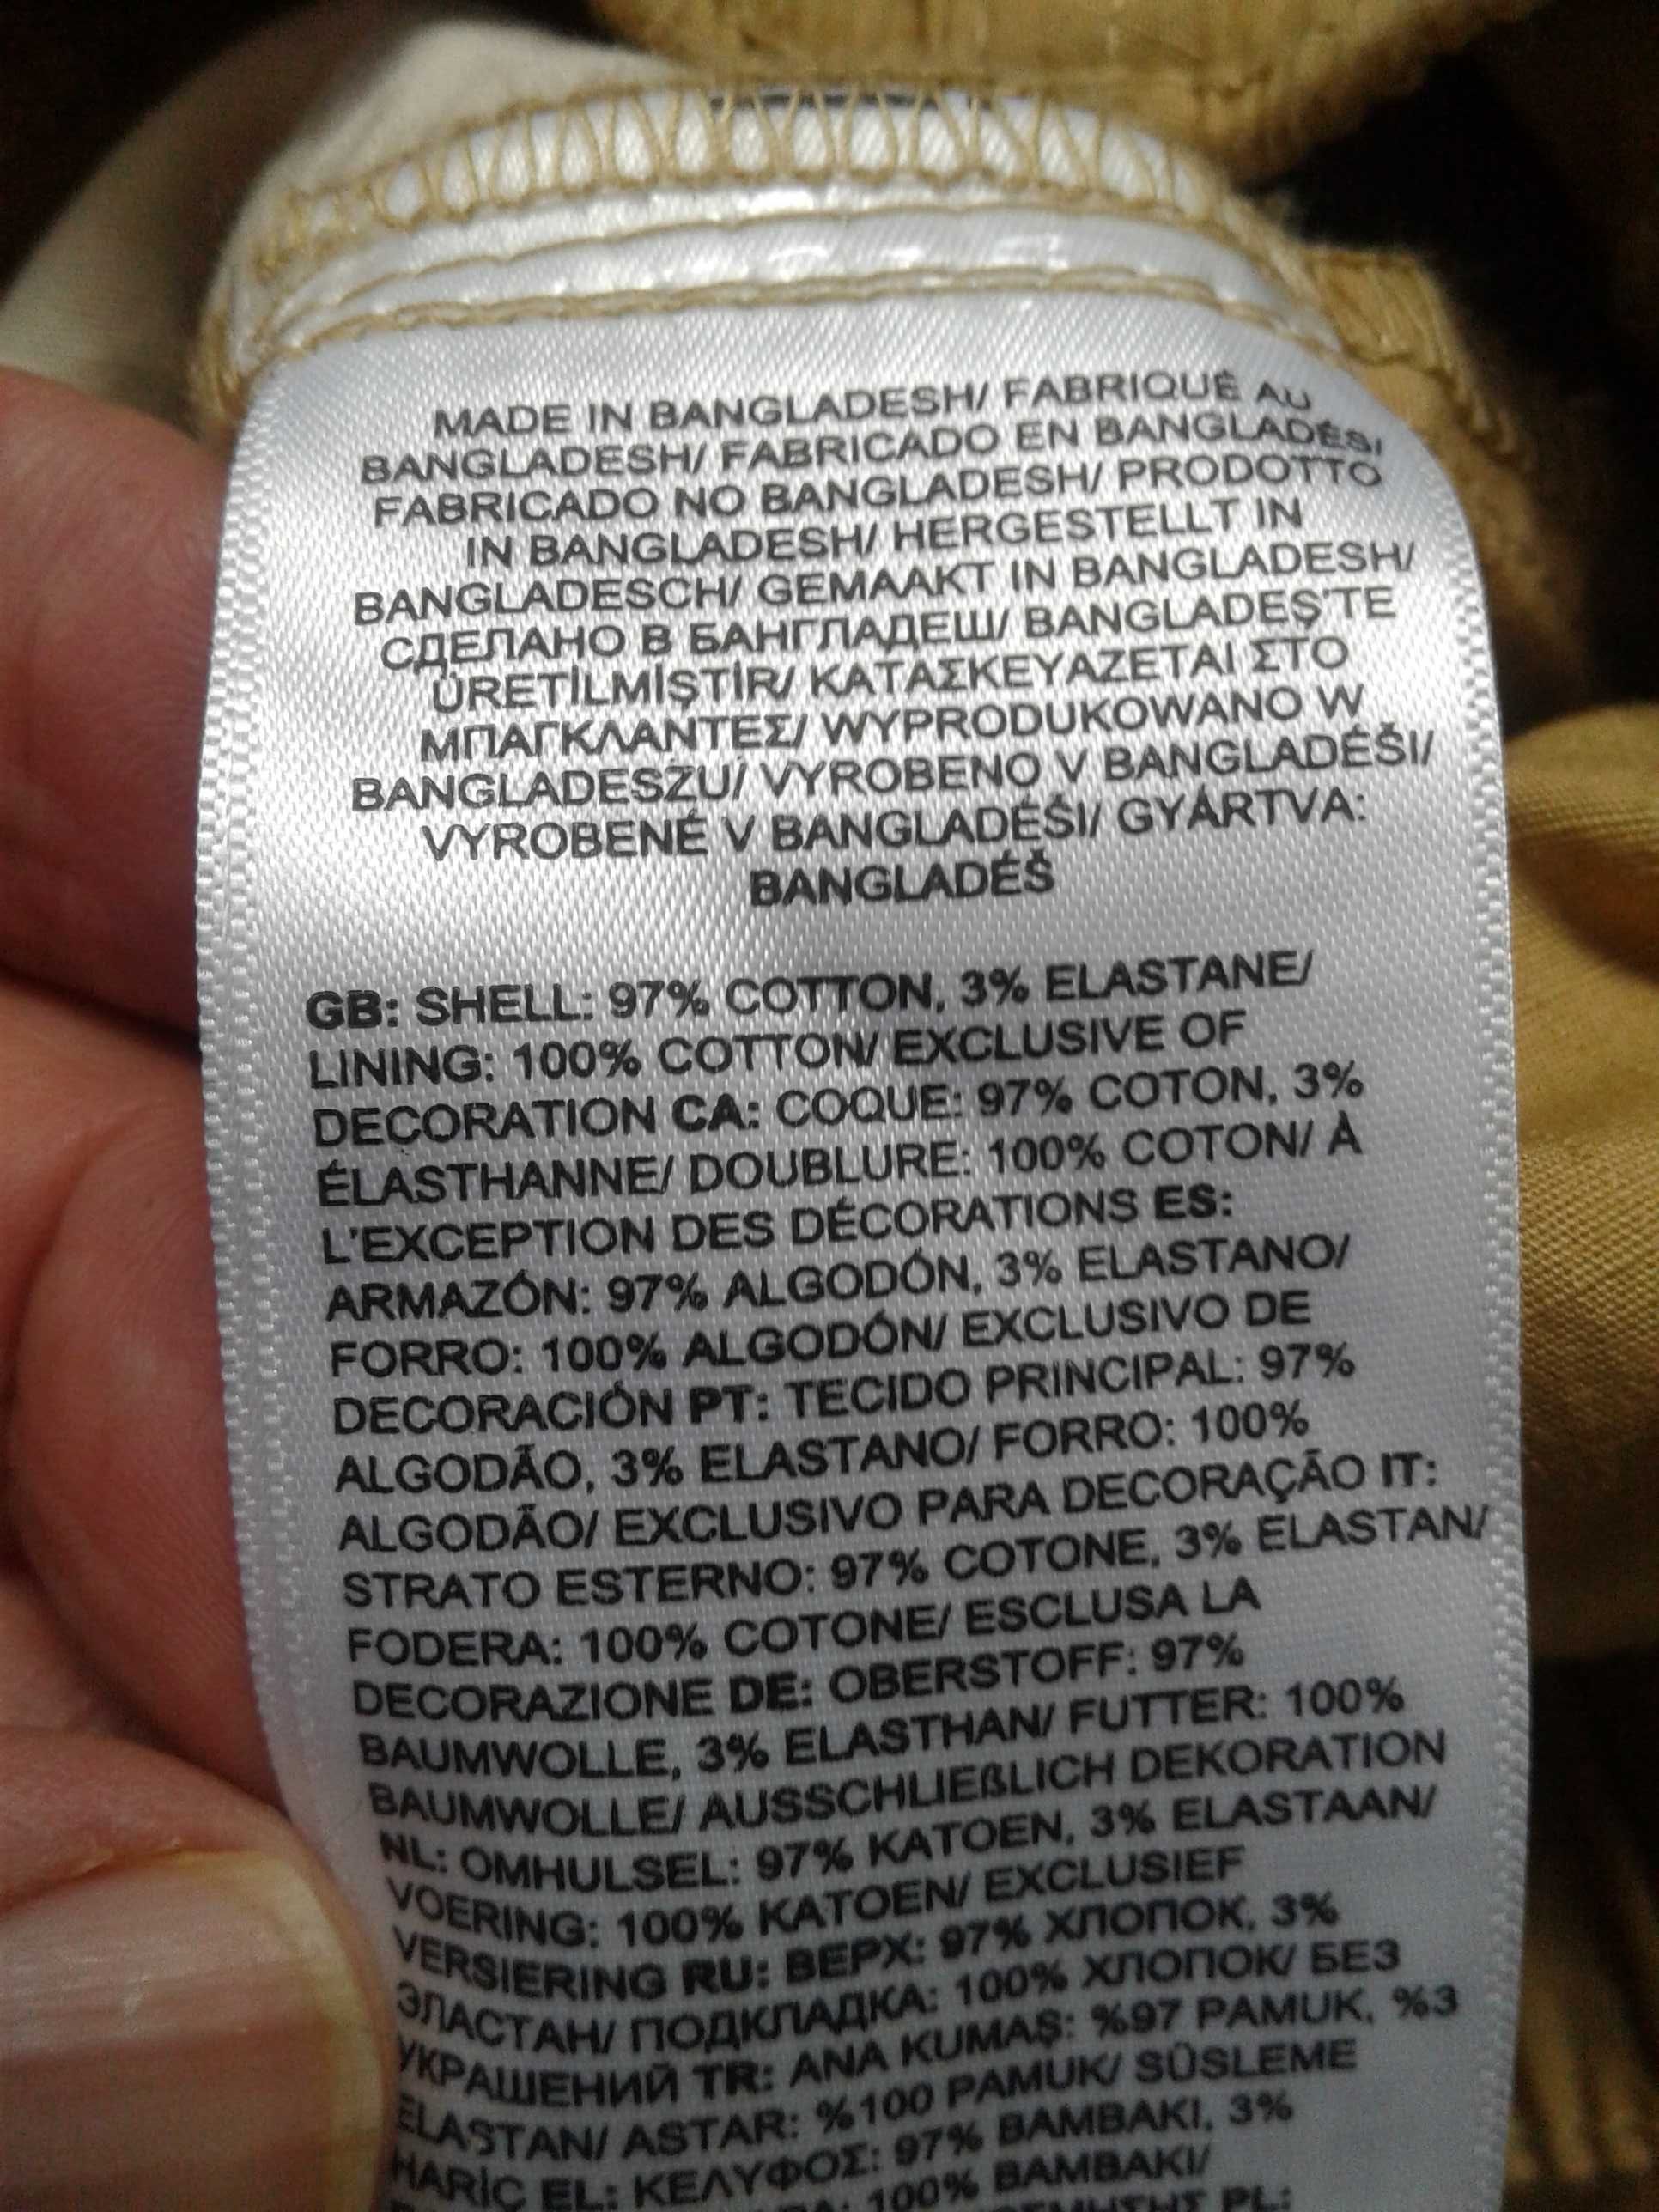 MADE IN BANGLADESH/ FABRIQUÉ AU
BANGLADESH/ FABRICADO EN BANGLADÉS/
FABRICADO NO BANGLADESH/ PRODOTTO
IN BANGLADESH/ HERGESTELLT IN
BANGLADESCH/ GEMAAKT IN BANGLADESH/
СДЕЛАНО В БАНГЛАДЕШ/ BANGLADEŞ'TE
ÜRETİLMİŞTİR/ ΚΑΤΑΣΚΕΥΑΖΕΤΑΙ ΣΤΟ
ΜΠΑΓΚΛΑΝΤΕΣ/ WYPRODUKOWANO W
BANGLADESZU/ VYROBENO V BANGLADÉŠI/
VYROBENÉ V BANGLADÉŠI/ GYÁRTVA:
BANGLADÉŠ
GB: SHELL: 97% COTTON, 3% ELASTANE/
LINING: 100% COTTON/ EXCLUSIVE OF
DECORATION CA: COQUE: 97% COTON, 3%
ÉLASTHANNE/ DOUBLURE: 100% COTON/ À
L'EXCEPTION DES DÉCORATIONS ES:
ARMAZÓN: 97% ALGODÓN, 3% ELASTANO/
FORRO: 100% ALGODÓN/ EXCLUSIVO DE
DECORACIÓN PT: TECIDO PRINCIPAL: 97%
ALGODÃO, 3% ELASTANO/ FORRO: 100%
ALGODÃO/ EXCLUSIVO PARA DECORAÇÃO IT:
STRATO ESTERNO: 97% COTONE, 3% ELASTAN/
FODERA: 100% COTONE/ ESCLUSA LA
DECORAZIONE DE: OBERSTOFF: 97%
BAUMWOLLE, 3% ELASTHAN/ FUTTER: 100%
BAUMWOLLE/ AUSSCHLIEßLICH DEKORATION
NL: OMHULSEL: 97% KATOEN, 3% ELASTAAN/
VOERING: 100% KATOEN/ EXCLUSIEF
VERSIERING RU: ВЕРХ: 97% ХЛОПОК, 3%
ЭЛАСТАН/ ПОДКЛАДКА: 100% ХЛОПОК/ БЕЗ
УКРАШЕНИЙ TR: ANA KUMAŞ: %97 PAMUK, %3
ELASTAN/ ASTAR: %100 PAMUK/ SÜSLEME
HARİÇ EL: ΚΕΛΥΦΟΣ: 97% ΒΑΜΒΑΚΙ, 3%
100% ΒΑΜΒΑΚΙ/
PL: